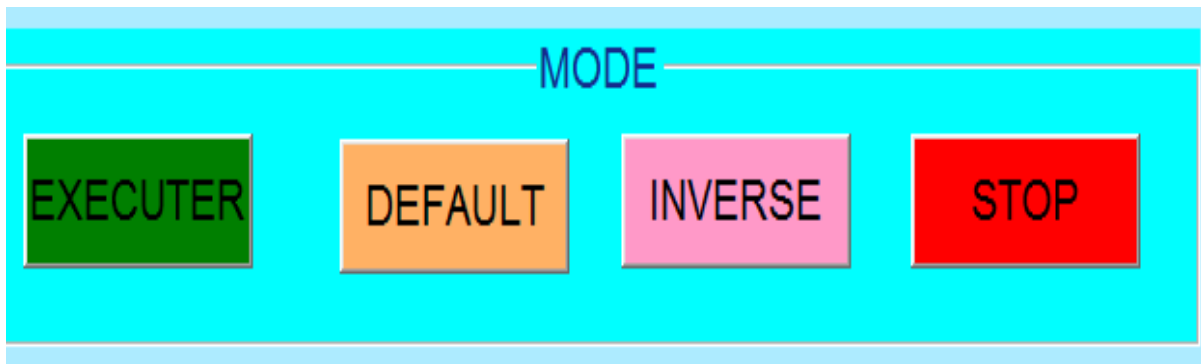 MODE
EXECUTER
DEFAULT
INVERSE
STOP